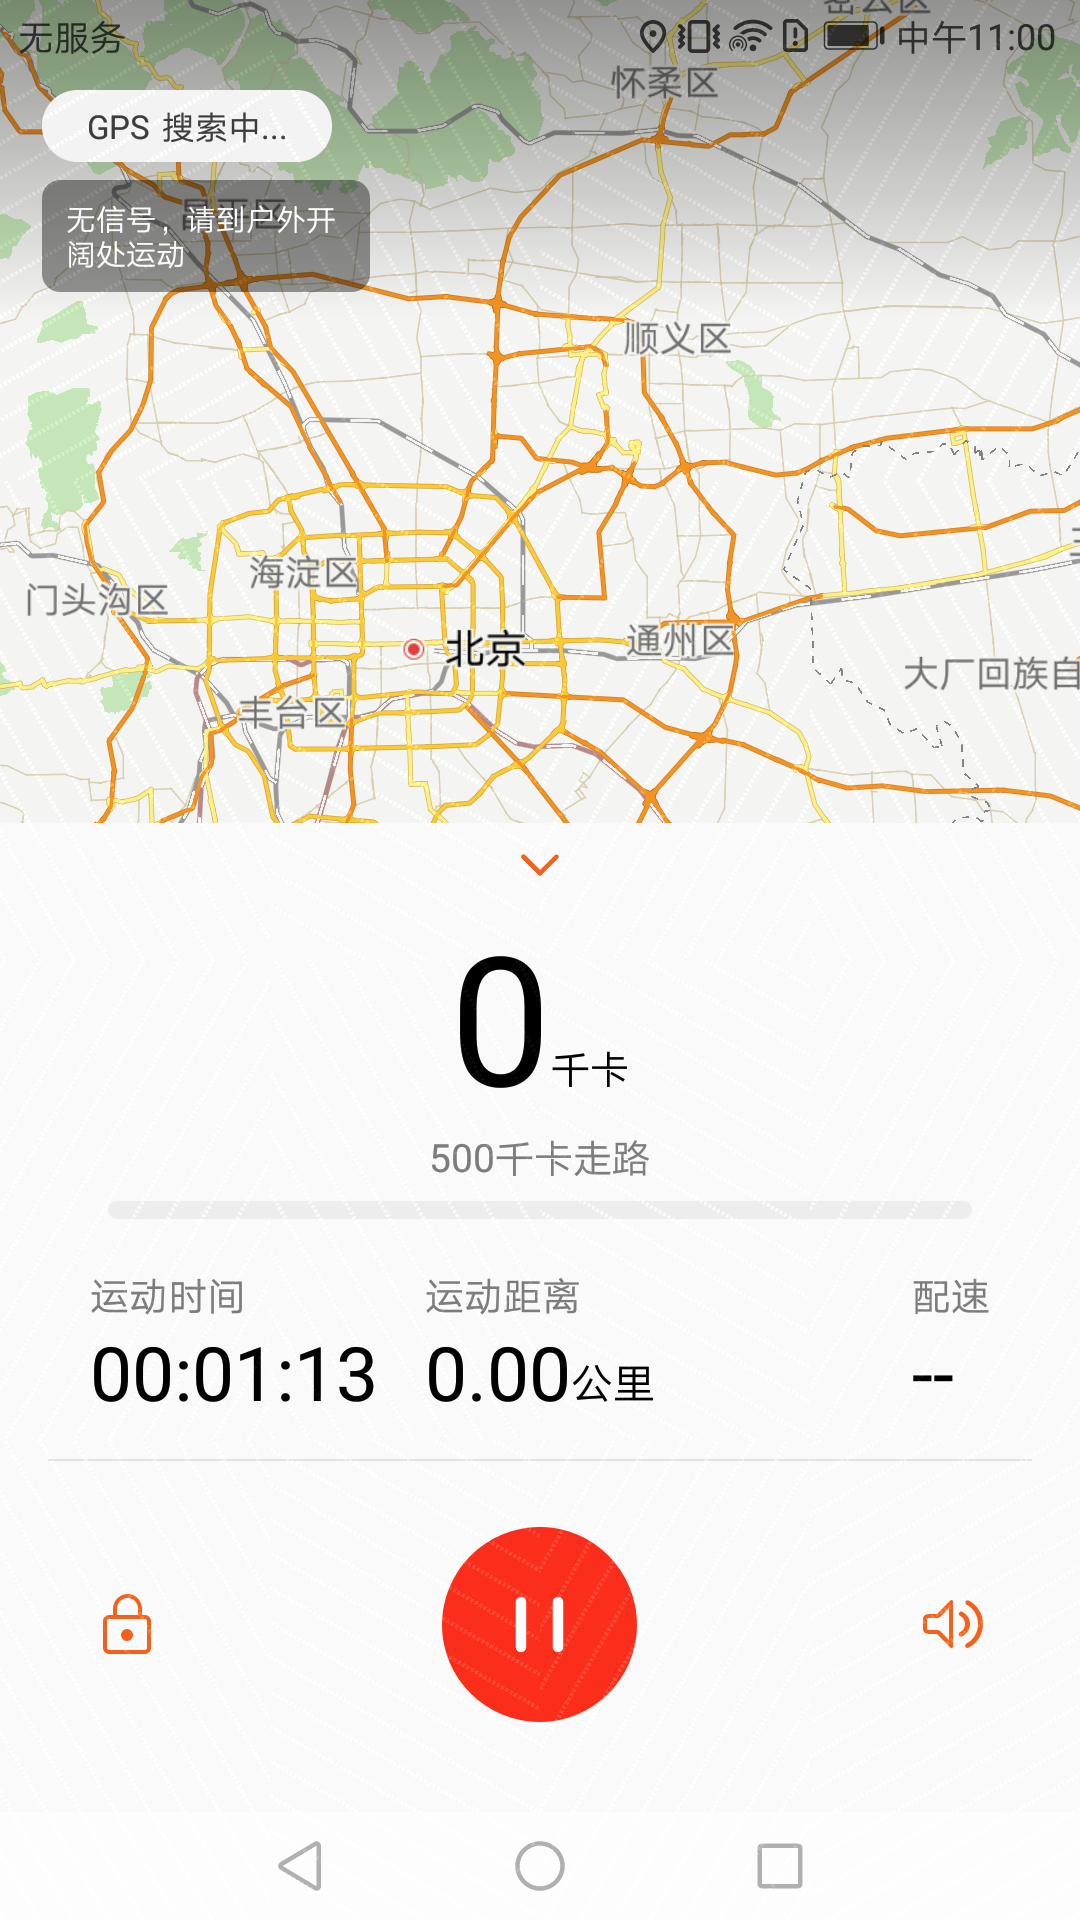 无服务
中午11:00
怀柔区
GPS 搜索中...
无信号，请到户外开
阔处运动
顺义区
海淀区
门头沟区
北京
通州区
大厂回族自
丰台区
0千卡
500千卡走路
运动时间 运动距离 配速
00:01:13 0.00公里 --